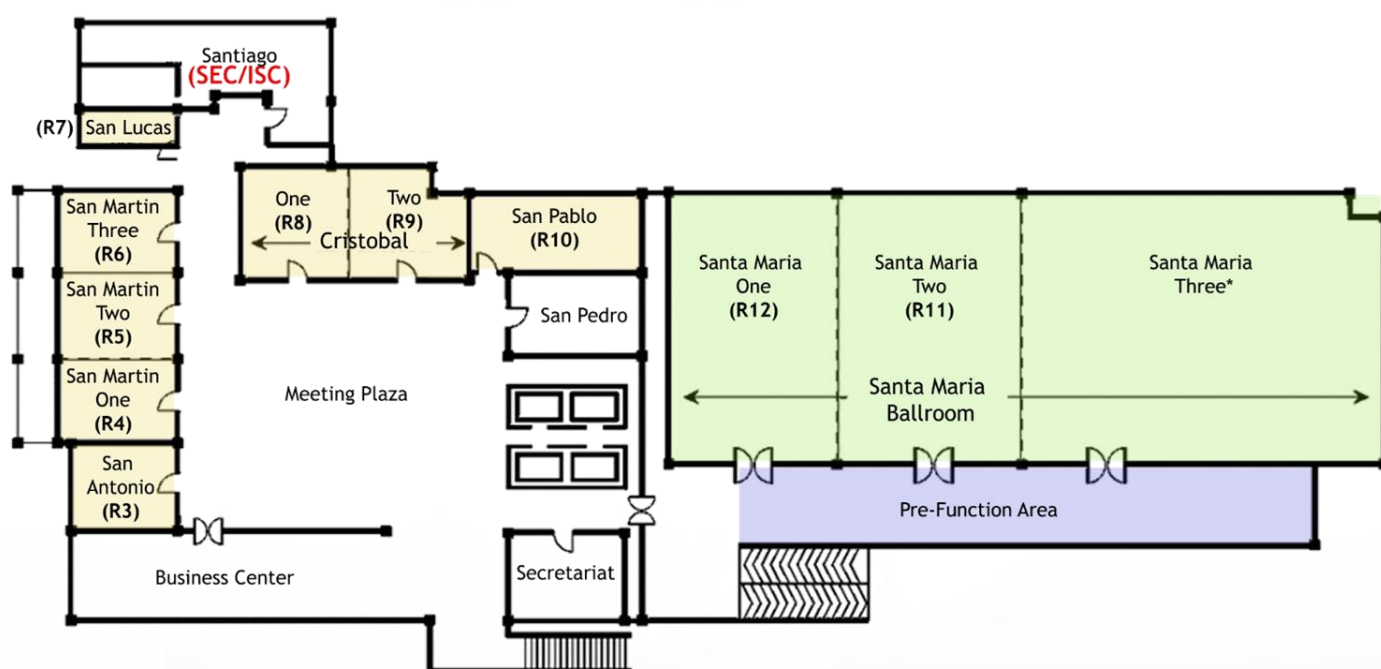 Santiago
(SEC/ISC)
(R7)
San Lucas
San Martin
Three
(R6)
One
(R8)
Two
(R9)
Cristobal
San Pablo
(R10)
San Martin
Two
(R5)
San Pedro
Santa Maria
One
(R12)
Santa Maria
Two
(R11)
Santa Maria
Three*
San Martin
One
(R4)
Meeting Plaza
Santa Maria
Ballroom
San
Antonio
(R3)
Pre-Function Area
Business Center
Secretariat